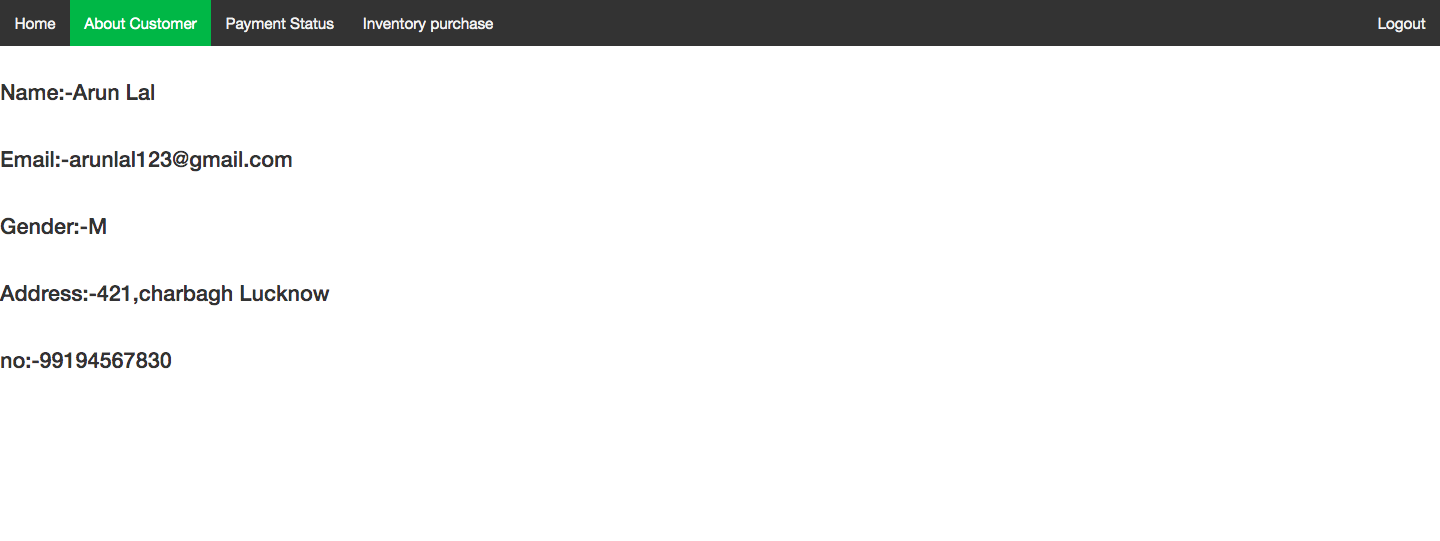 Home About Customer Payment Status Inventory purchase Logout
Name:-Arun Lal
Email:-arunlal123@gmail.com
Gender:-M
Address:-421,charbagh Lucknow
no:-99194567830